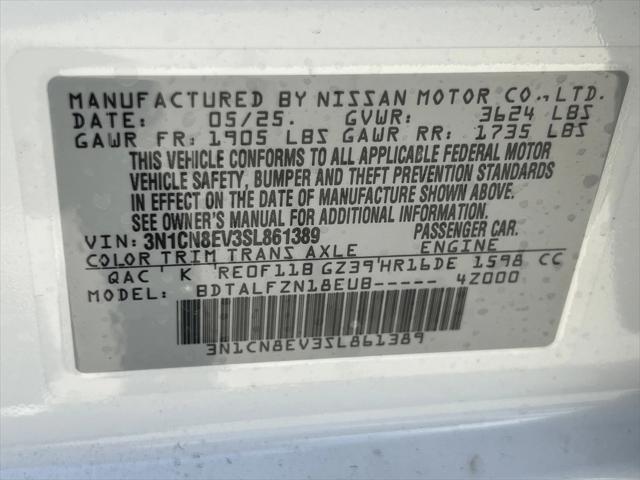 MANUFACTURED BY NISSAN MOTOR CO., LTD.
DATE: 05/25. GVWR: 3624 LBS
GAWR FR: 1905 LBS GAWR RR: 1735 LBS
THIS VEHICLE CONFORMS TO ALL APPLICABLE FEDERAL MOTOR
VEHICLE SAFETY, BUMPER AND THEFT PREVENTION STANDARDS
IN EFFECT ON THE DATE OF MANUFACTURE SHOWN ABOVE.
SEE OWNER'S MANUAL FOR ADDITIONAL INFORMATION.
VIN: 3N1CN8EV3SL861389 PASSENGER CAR.
COLOR TRIM TRANS AXLE ENGINE
QAC K RE0F11B GZ39 HR16DE 1598 CC
MODEL: BDTALFZN18EUB----- 4Z000
3N1CN8EV3SL861389